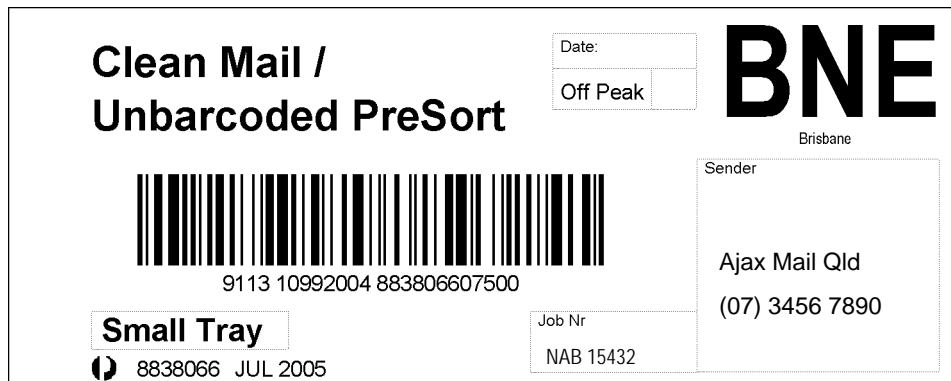 Clean Mail /
Unbarcoded PreSort
Date:
Off Peak
BNE
Brisbane
Sender
Ajax Mail Qld
(07) 3456 7890
9113 10992004 883806607500
Small Tray
8838066 JUL 2005
Job Nr
NAB 15432